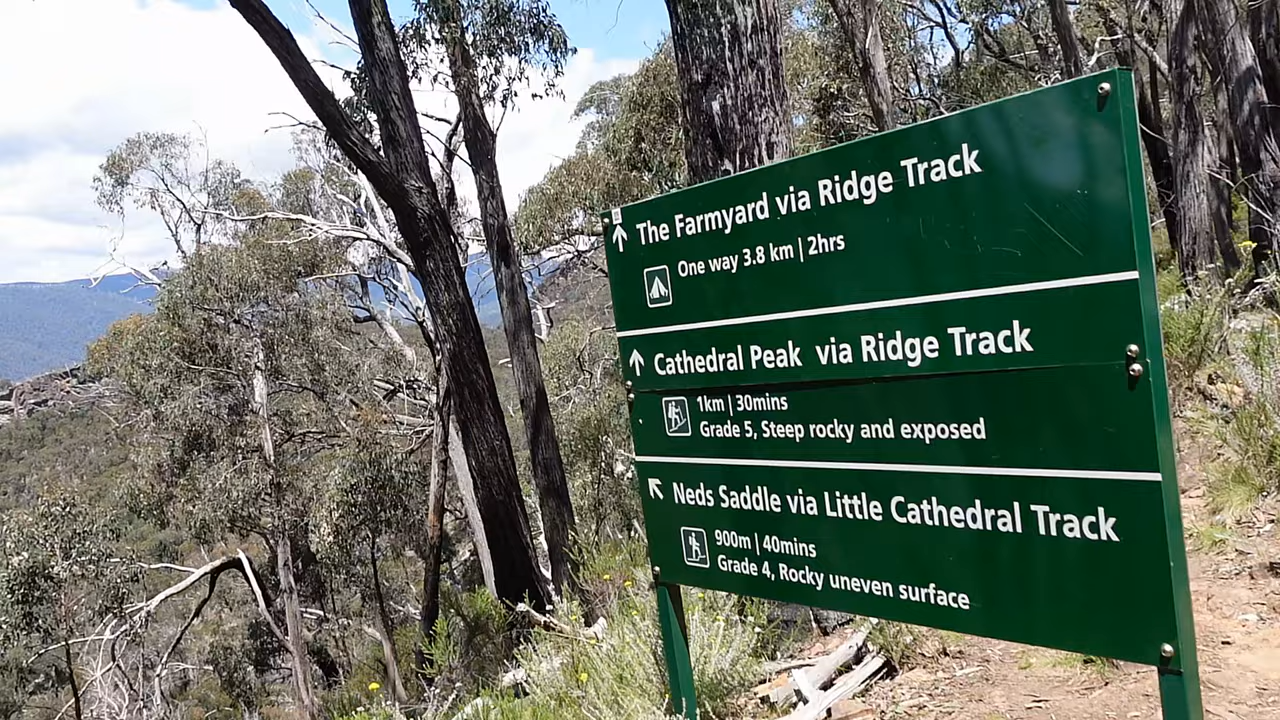 The Farmyard via Ridge Track
One way 3.8 km | 2hrs
Cathedral Peak via Ridge Track
1km | 30mins
Grade 5, Steep rocky and exposed
Neds Saddle via Little Cathedral Track
900m | 40mins
Grade 4, Rocky uneven surface